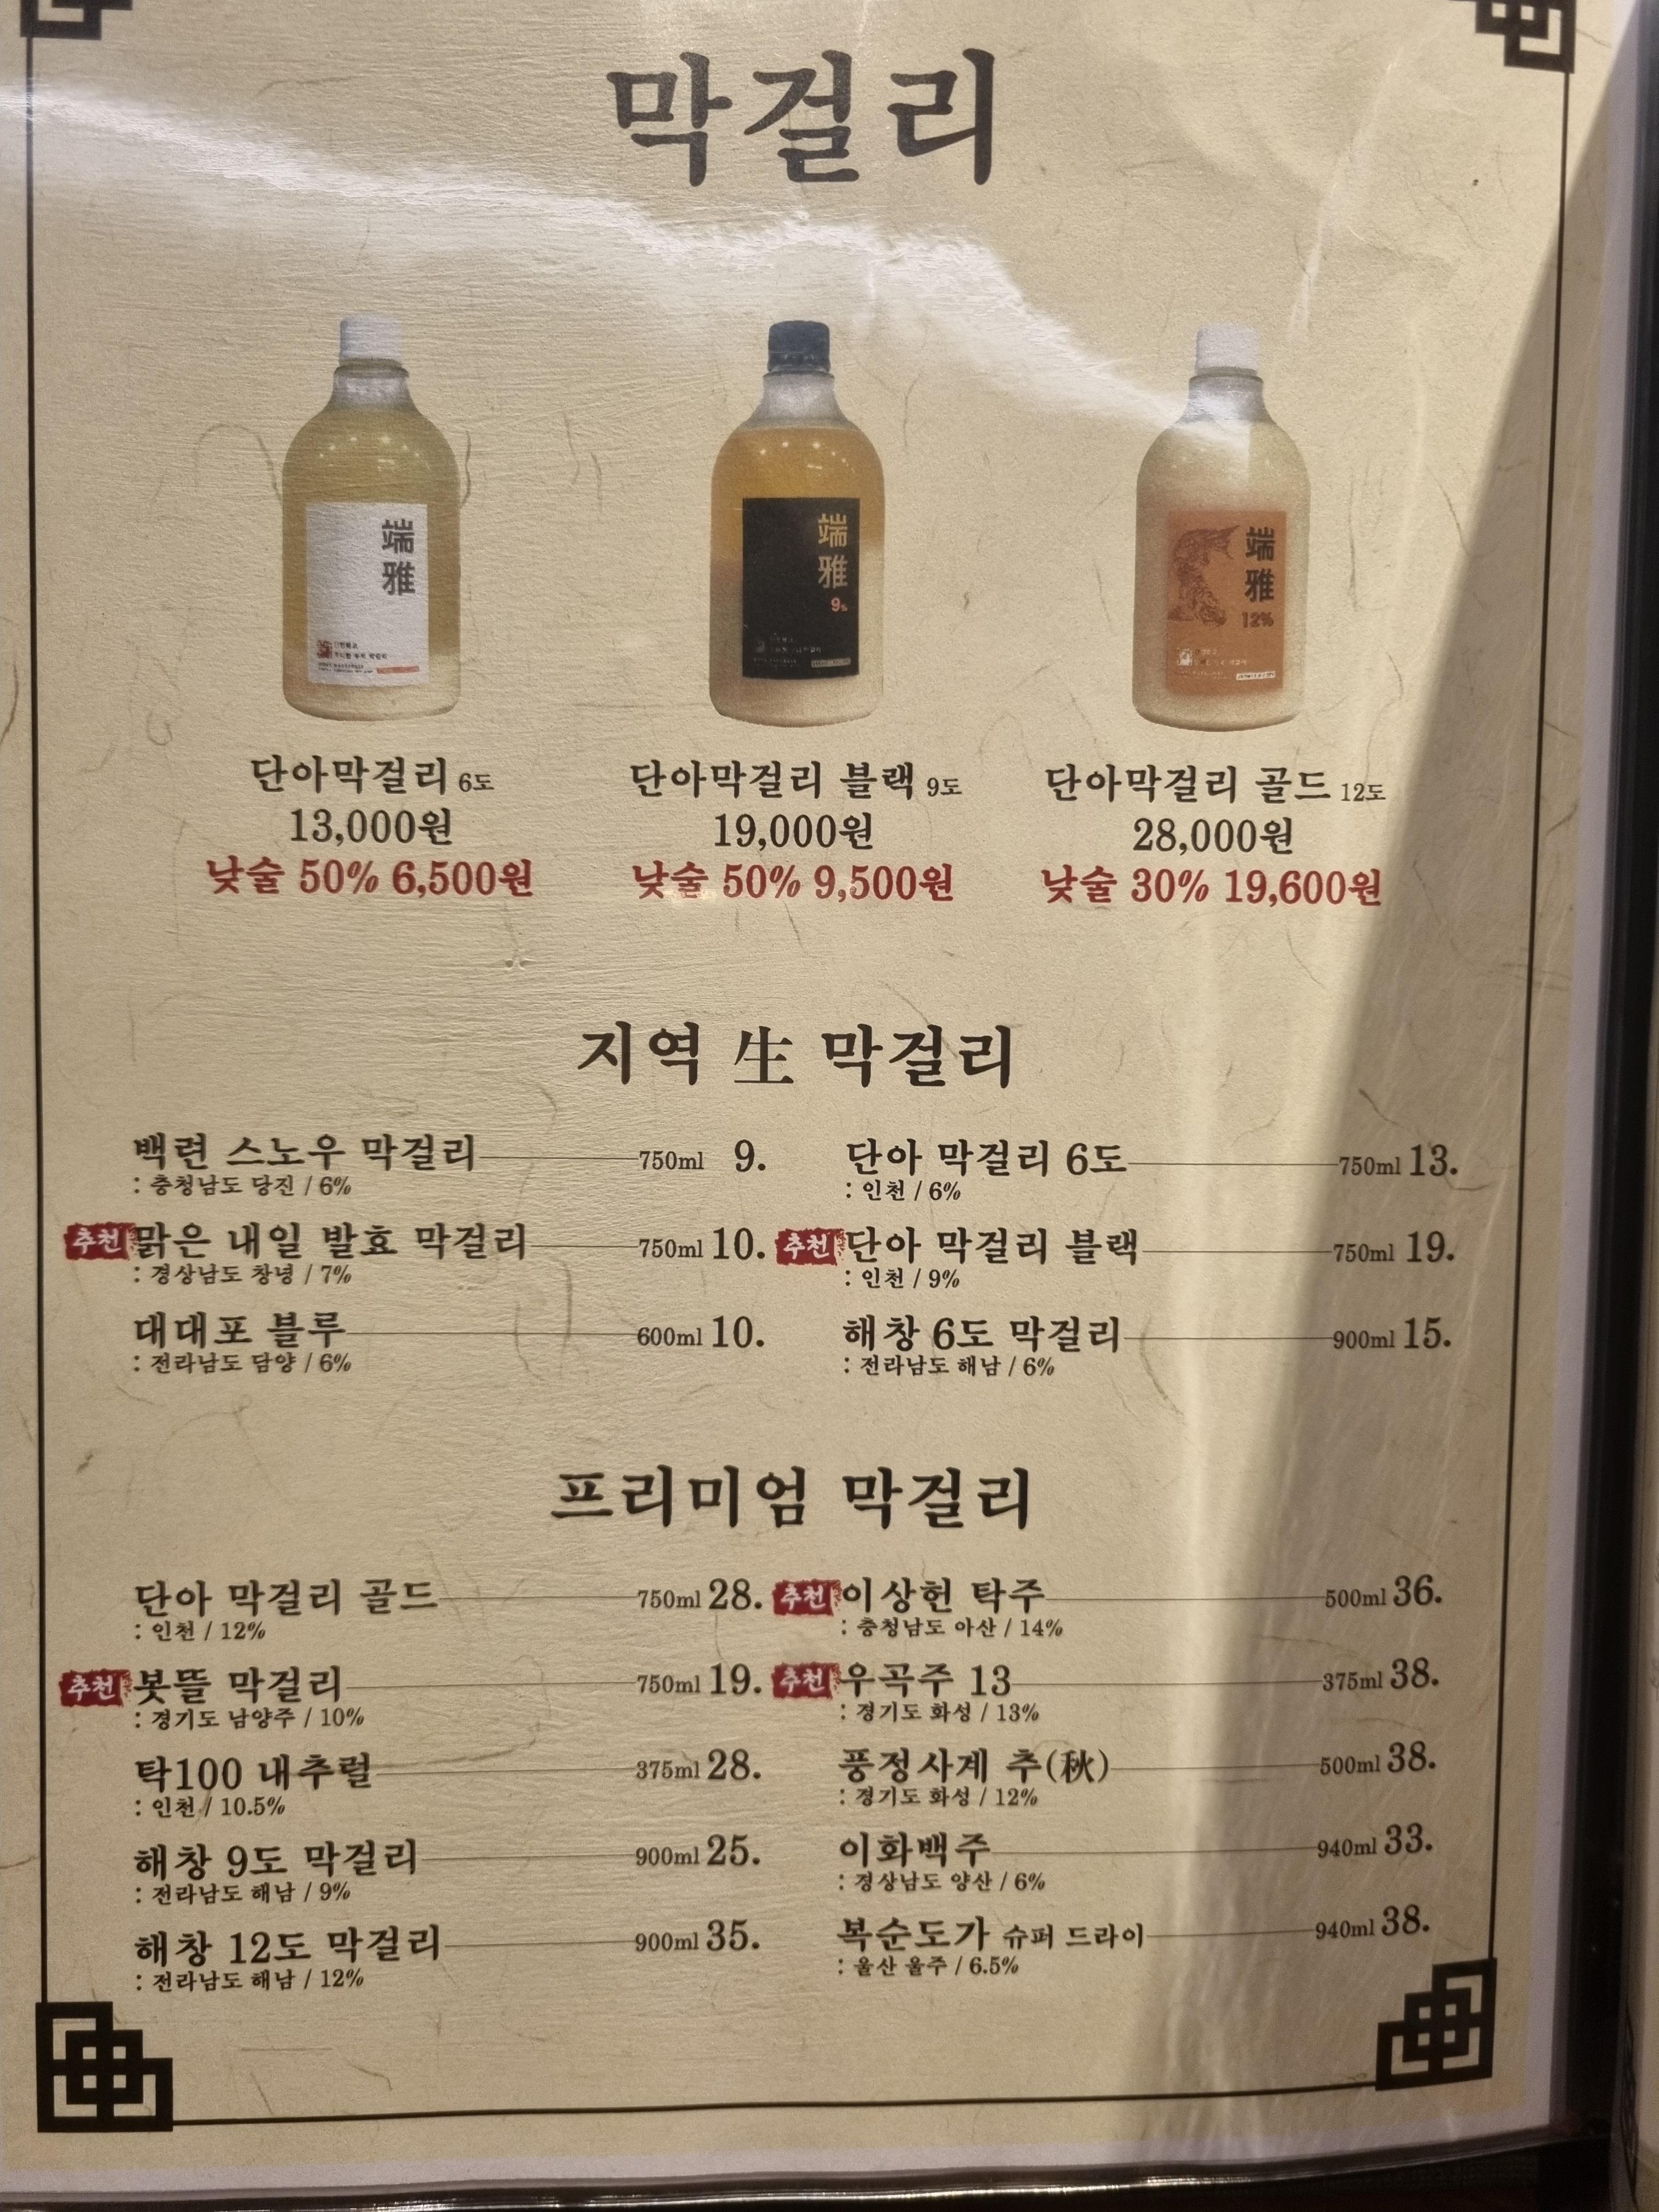 막걸리
端雅
端雅
9%
端雅
12%
단아막걸리 6도
13,000원
낮술 50% 6,500원
단아막걸리 블랙 9도
19,000원
낮술 50% 9,500원
단아막걸리 골드 12도
28,000원
낮술 30% 19,600원
지역 生 막걸리
백련 스노우 막걸리 750ml 9.
: 충청남도 당진 / 6%
추천 맑은 내일 발효 막걸리 750ml 10.
: 경상남도 창녕 / 7%
대대포 블루 600ml 10.
: 전라남도 담양 / 6%
단아 막걸리 6도 750ml 13.
: 인천 / 6%
추천 단아 막걸리 블랙 750ml 19.
: 인천 / 9%
해창 6도 막걸리 900ml 15.
: 전라남도 해남 / 6%
프리미엄 막걸리
단아 막걸리 골드 750ml 28.
: 인천 / 12%
추천 봇뜰 막걸리 750ml 19.
: 경기도 남양주 / 10%
탁100 내추럴 375ml 28.
: 인천 / 10.5%
해창 9도 막걸리 900ml 25.
: 전라남도 해남 / 9%
해창 12도 막걸리 900ml 35.
: 전라남도 해남 / 12%
추천 이상헌 탁주 500ml 36.
: 충청남도 아산 / 14%
추천 우곡주 13 375ml 38.
: 경기도 화성 / 13%
풍정사계 추(秋) 500ml 38.
: 경기도 화성 / 12%
이화백주 940ml 33.
: 경상남도 양산 / 6%
복순도가 슈퍼 드라이 940ml 38.
: 울산 울주 / 6.5%